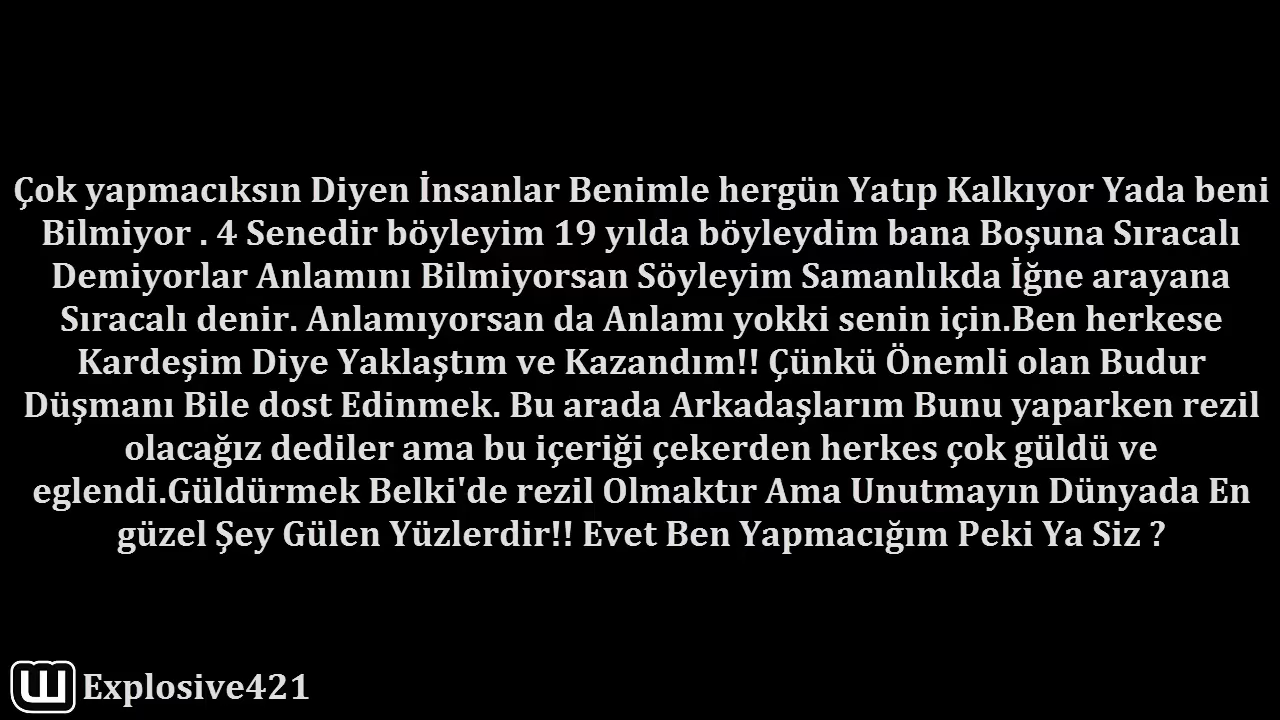 Çok yapmacıksın Diyen İnsanlar Benimle hergün Yatıp Kalkıyor Yada beni
Bilmiyor . 4 Senedir böyleyim 19 yılda böyleydim bana Boşuna Sıracalı
Demiyorlar Anlamını Bilmiyorsan Söyleyim Samanlıkda İğne arayana
Sıracalı denir. Anlamıyorsan da Anlamı yokki senin için.Ben herkese
Kardeşim Diye Yaklaştım ve Kazandım!! Çünkü Önemli olan Budur
Düşmanı Bile dost Edinmek. Bu arada Arkadaşlarım Bunu yaparken rezil
olacağız dediler ama bu içeriği çekerden herkes çok güldü ve
eglendi.Güldürmek Belki'de rezil Olmaktır Ama Unutmayın Dünyada En
güzel Şey Gülen Yüzlerdir!! Evet Ben Yapmacığım Peki Ya Siz ?
W Explosive421